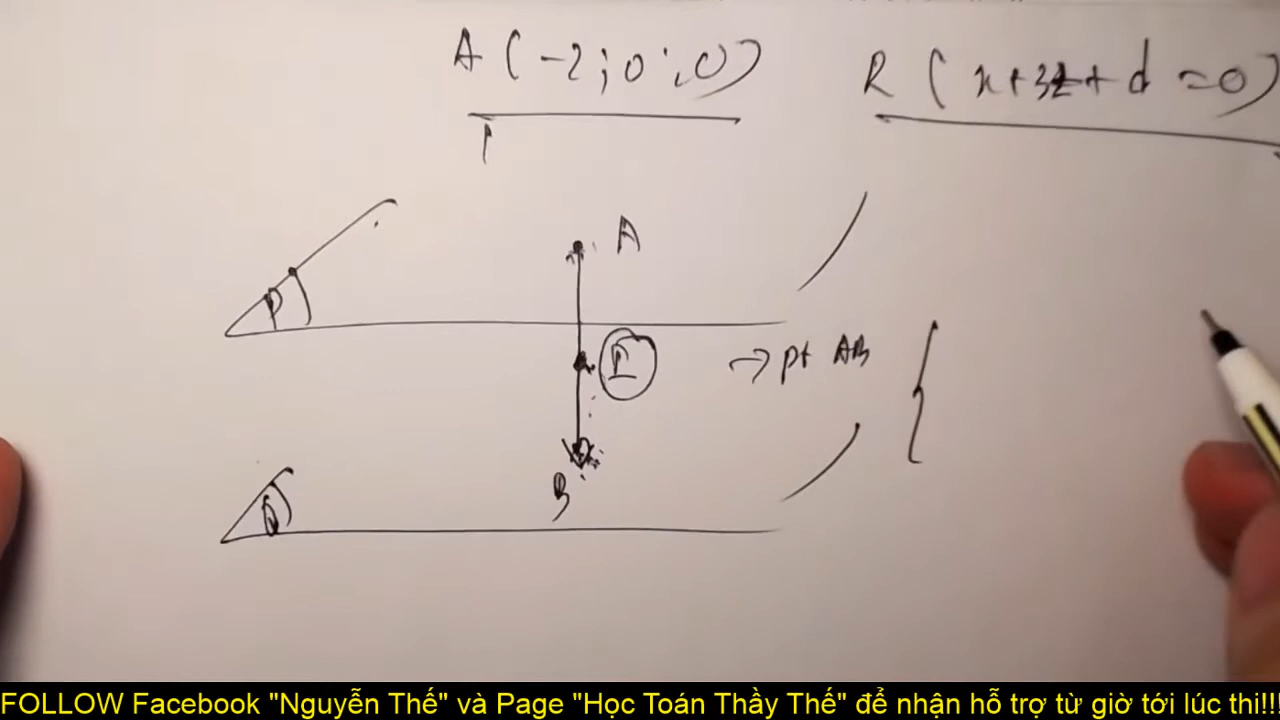 A (-2; 0; 0)
R (x+3z+d=0)
A
P
I
→ pt AB
B
Q
FOLLOW Facebook "Nguyễn Thế" và Page "Học Toán Thầy Thế" để nhận hỗ trợ từ giờ tới lúc thi!!!